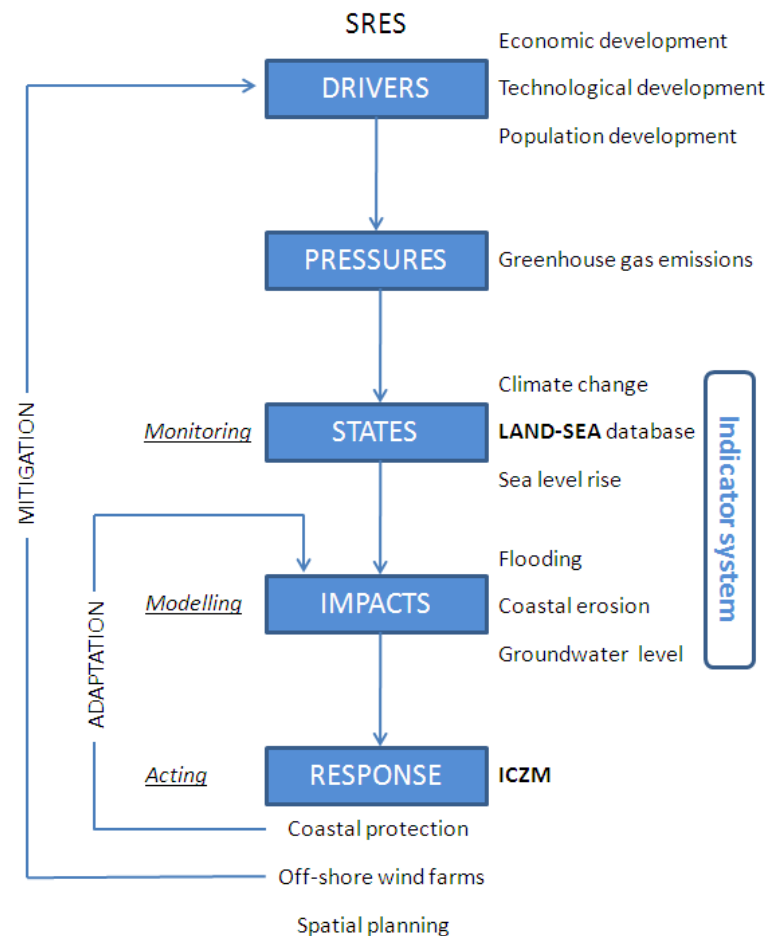 SRES
Economic development
DRIVERS
Technological development
Population development
PRESSURES
Greenhouse gas emissions
Climate change
Monitoring
STATES
LAND-SEA database
Sea level rise
Indicator system
MITIGATION
Flooding
Modelling
IMPACTS
Coastal erosion
Groundwater level
ADAPTATION
Acting
RESPONSE
ICZM
Coastal protection
Off-shore wind farms
Spatial planning